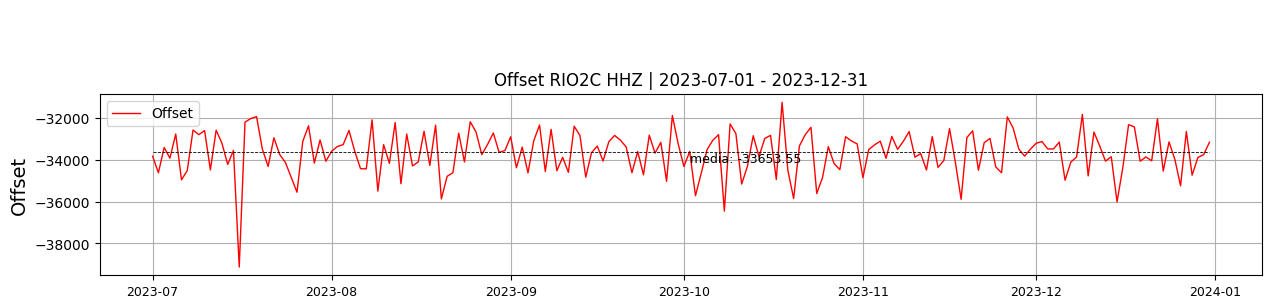 Offset RIO2C HHZ | 2023-07-01 - 2023-12-31
Offset
Offset
−32000
−34000
−36000
−38000
media: -33653.55
2023-07
2023-08
2023-09
2023-10
2023-11
2023-12
2024-01